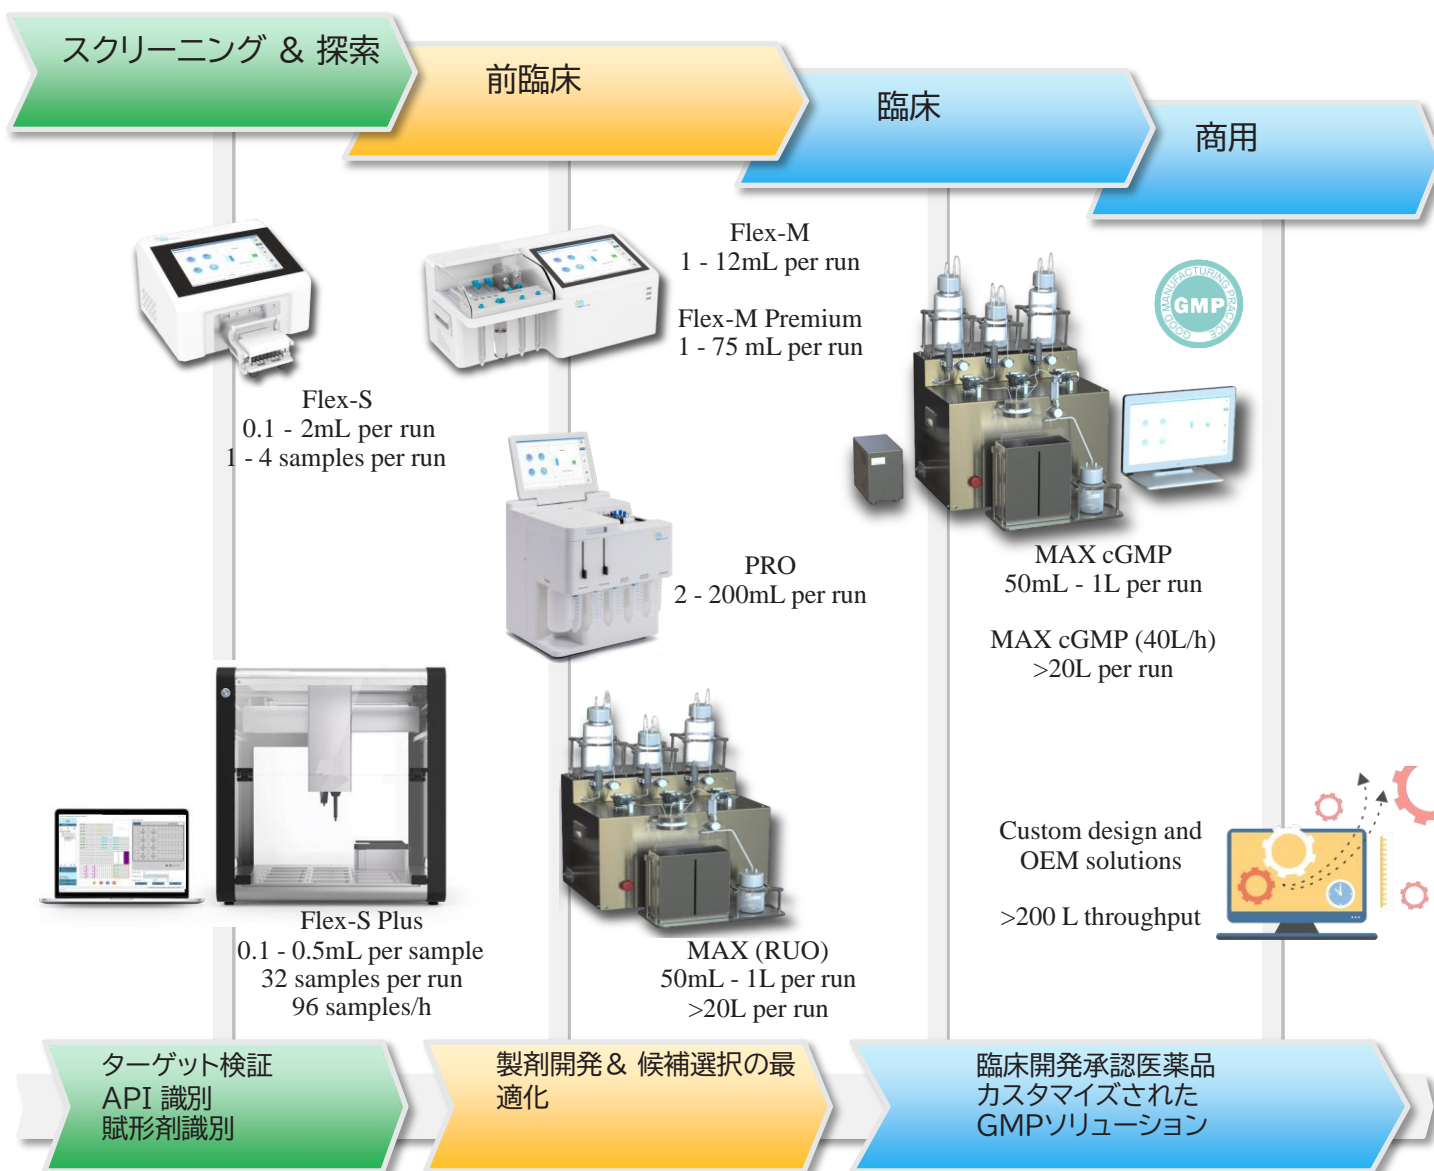 スクリーニング & 探索
前臨床
臨床
商用
Flex-M
1 - 12mL per run
Flex-M Premium
1 - 75 mL per run
GOOD MANUFACTURING PRACTICE
GMP
Flex-S
0.1 - 2mL per run
1 - 4 samples per run
PRO
2 - 200mL per run
MAX cGMP
50mL - 1L per run
MAX cGMP (40L/h)
>20L per run
Custom design and
OEM solutions
>200 L throughput
Flex-S Plus
0.1 - 0.5mL per sample
32 samples per run
96 samples/h
MAX (RUO)
50mL - 1L per run
>20L per run
ターゲット検証
API 識別
賦形剤識別
製剤開発& 候補選択の最
適化
臨床開発承認医薬品
カスタマイズされた
GMPソリューション